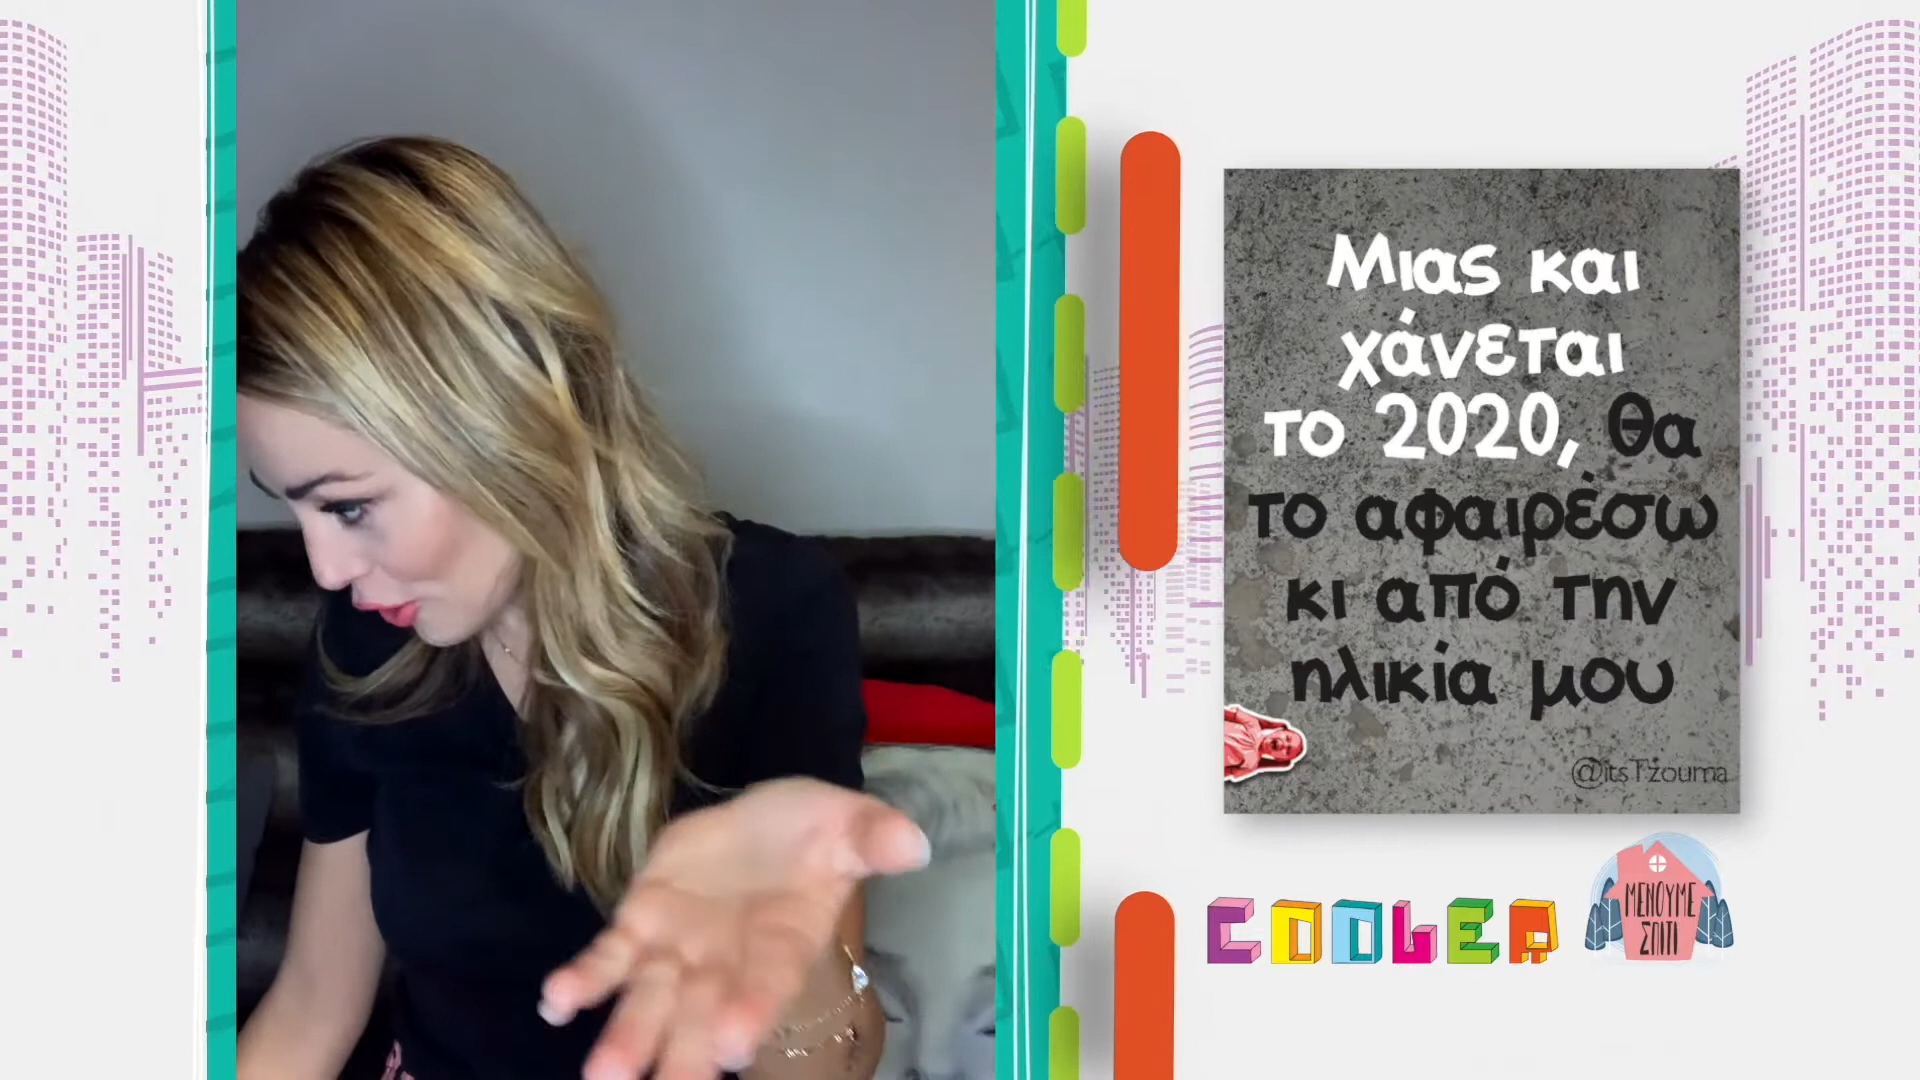 Μιας και
χάνεται
το 2020, θα
το αφαιρέσω
κι από την
ηλικία μου
@itsTzouma
COOLER
ΜΕΝΟΥΜΕ
ΣΠΙΤΙ